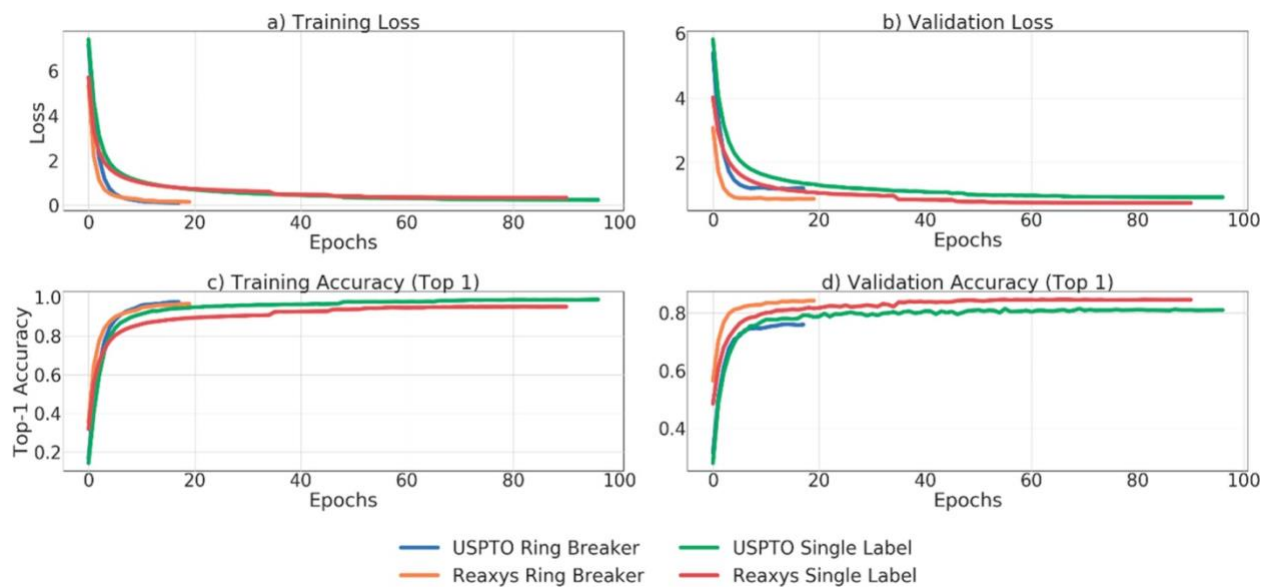 a) Training Loss
6
4
2
0
Loss
0 20 40 60 80 100
Epochs
b) Validation Loss
6
4
2
0 20 40 60 80 100
Epochs
c) Training Accuracy (Top 1)
1.0
0.8
0.6
0.4
0.2
Top-1 Accuracy
0 20 40 60 80 100
Epochs
d) Validation Accuracy (Top 1)
0.8
0.6
0.4
0 20 40 60 80 100
Epochs
USPTO Ring Breaker
Reaxys Ring Breaker
USPTO Single Label
Reaxys Single Label